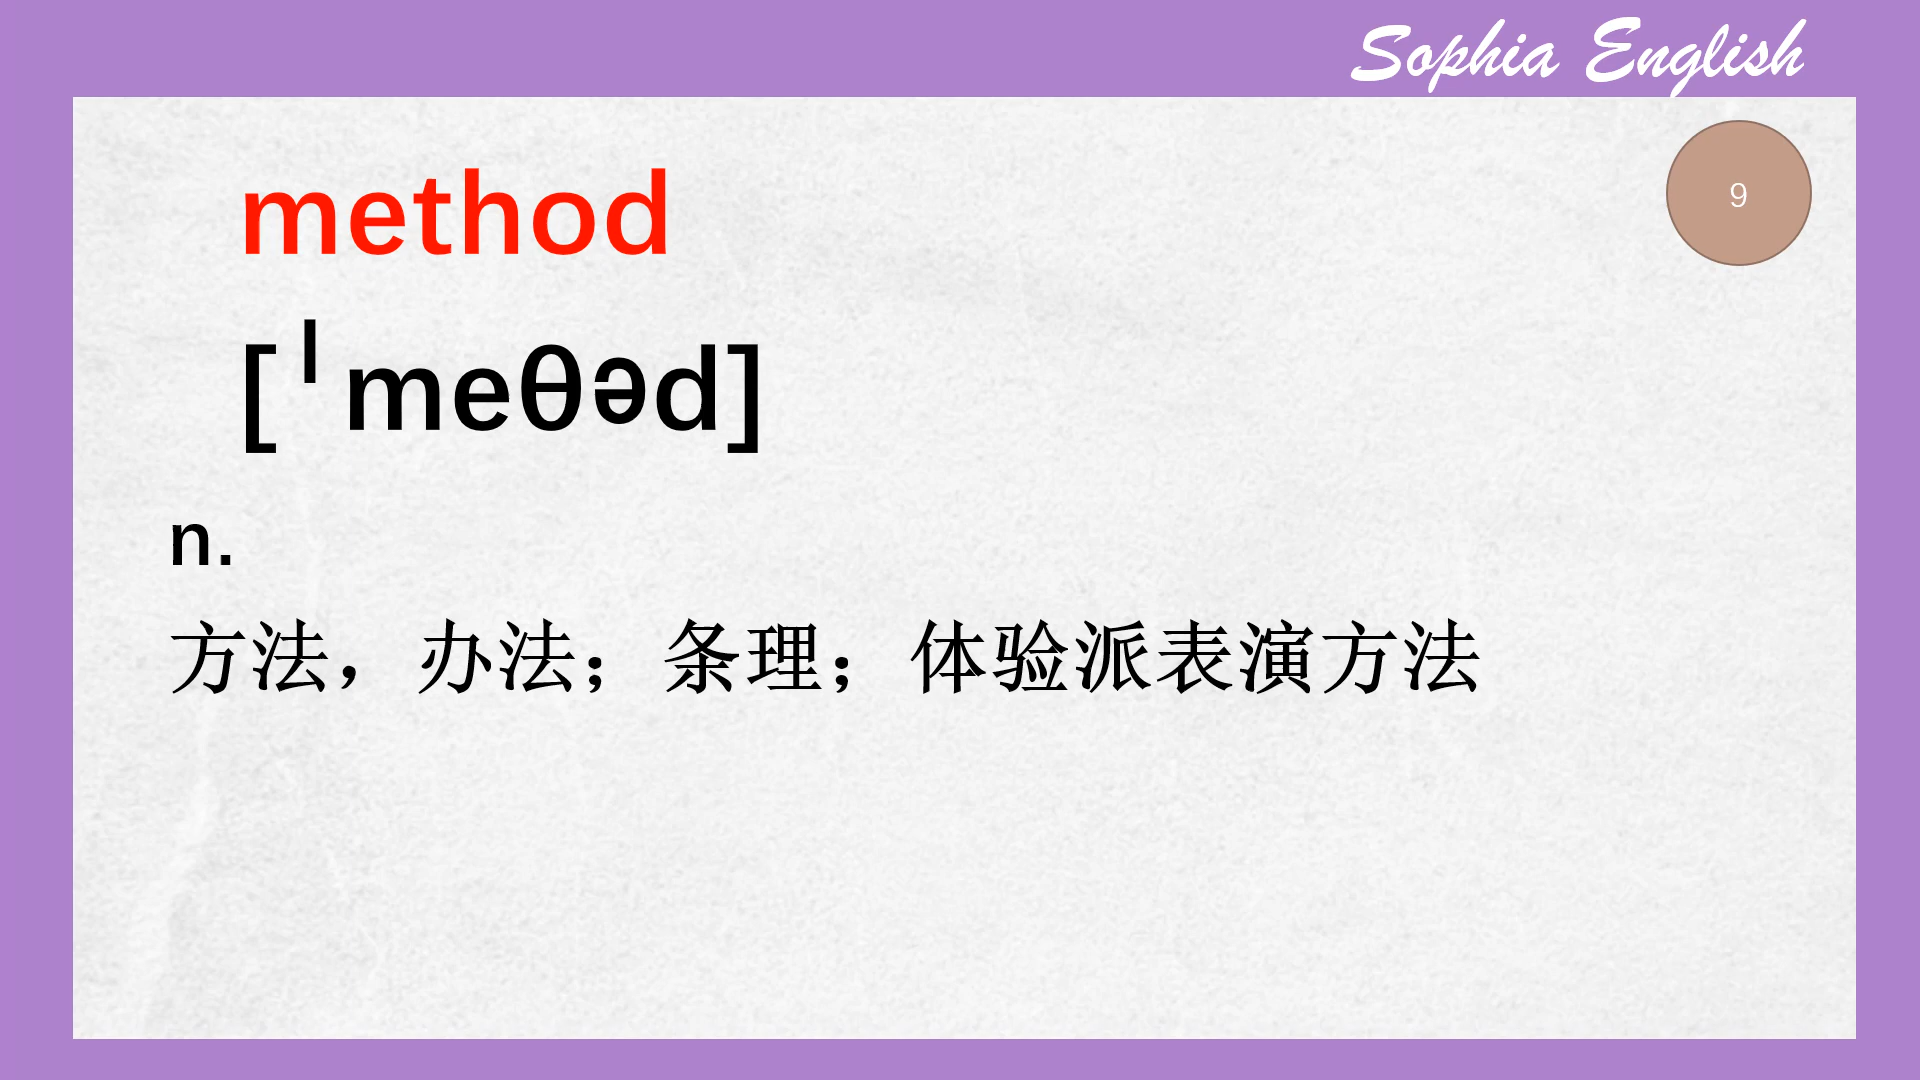 Sophia English
9
method
[ˈmeθəd]
n.
方法，办法；条理；体验派表演方法